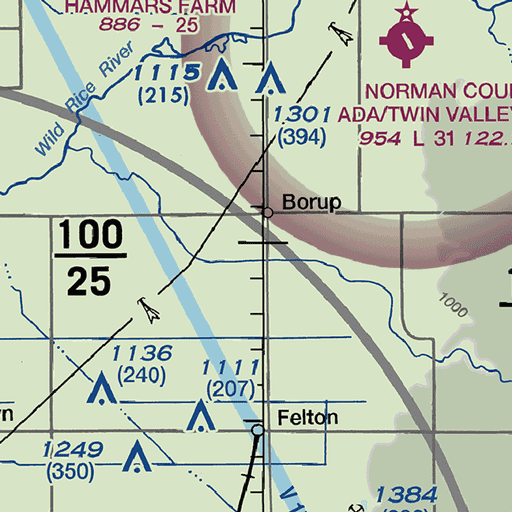 HAMMARS FARM
886 - 25
Wild Rice River
1115
(215)
1301
(394)
NORMAN COU
ADA/TWIN VALLEY
954 L 31 122.
Borup
100
25
1000
1136
(240)
1111
(207)
Felton
1249
(350)
1384